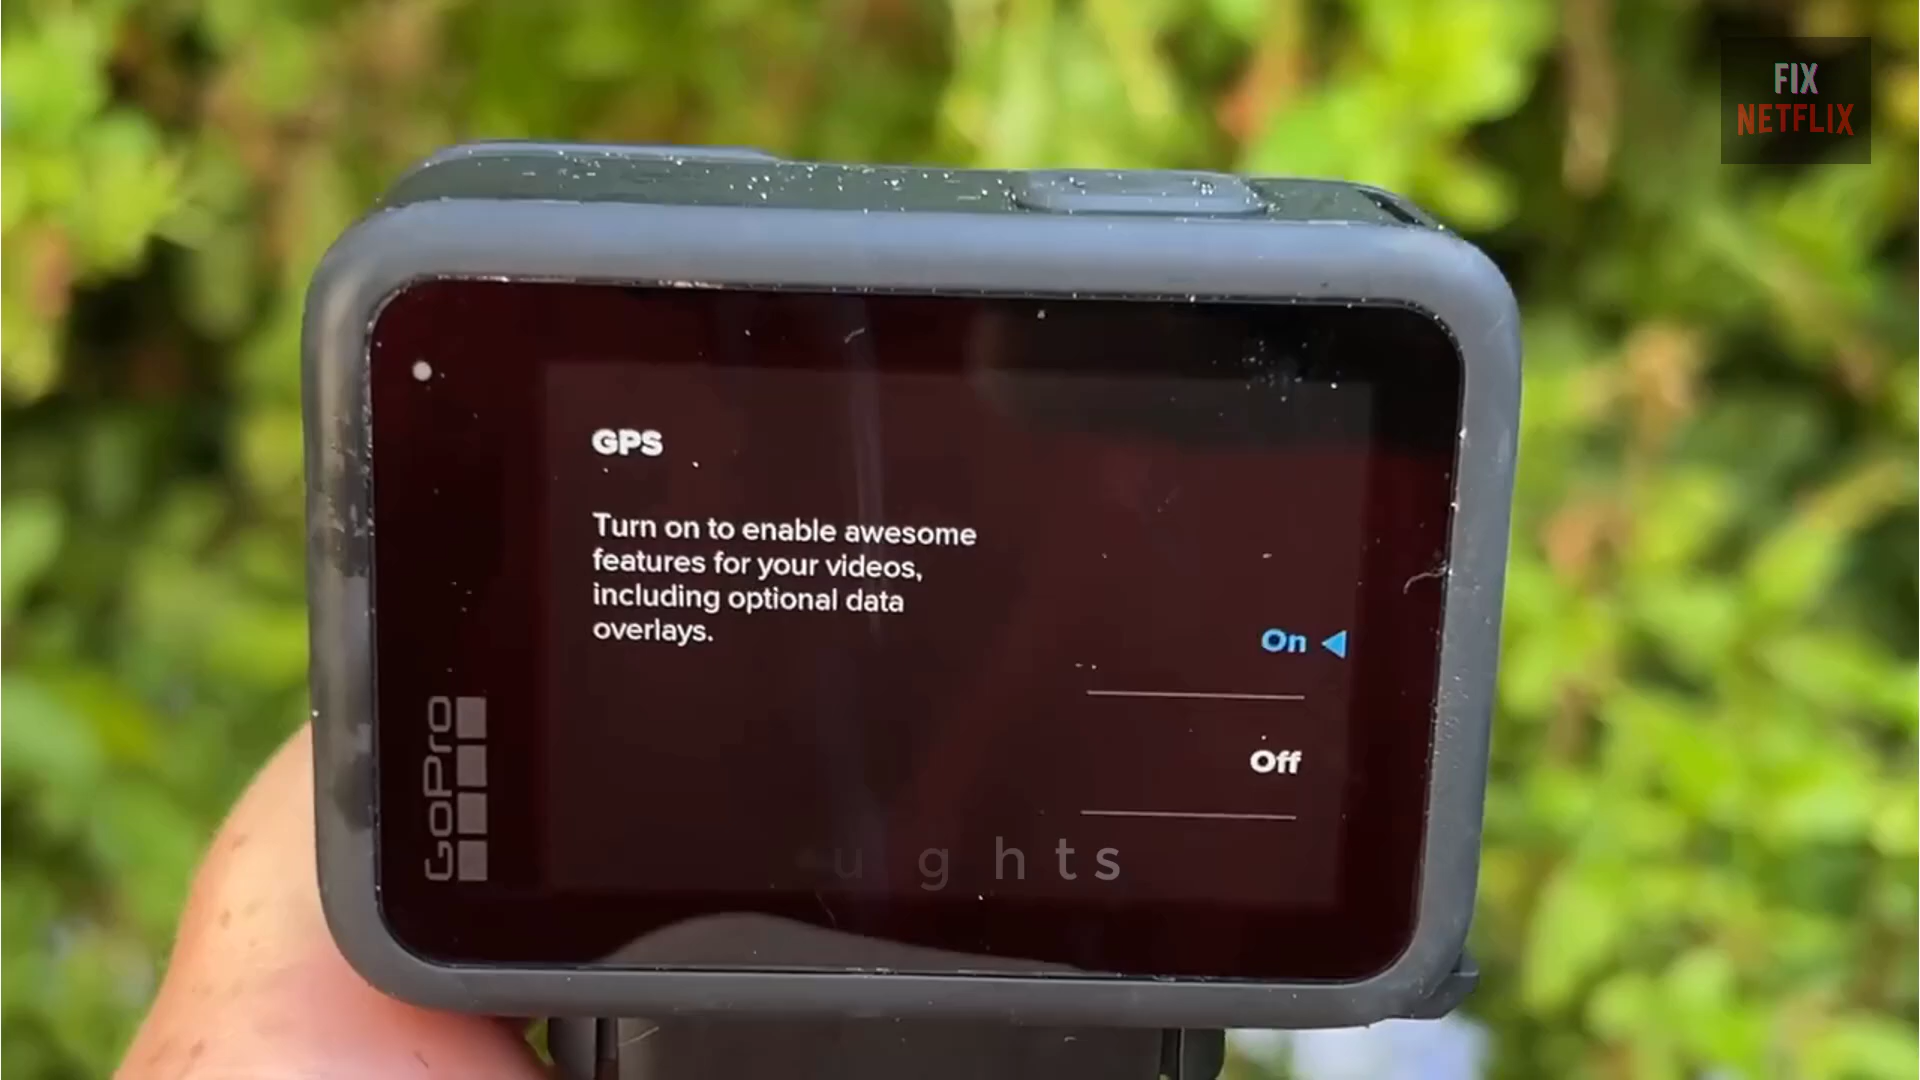 FIX
NETFLIX
GPS
Turn on to enable awesome
features for your videos,
including optional data
overlays.
On
Off
GoPro
ughts